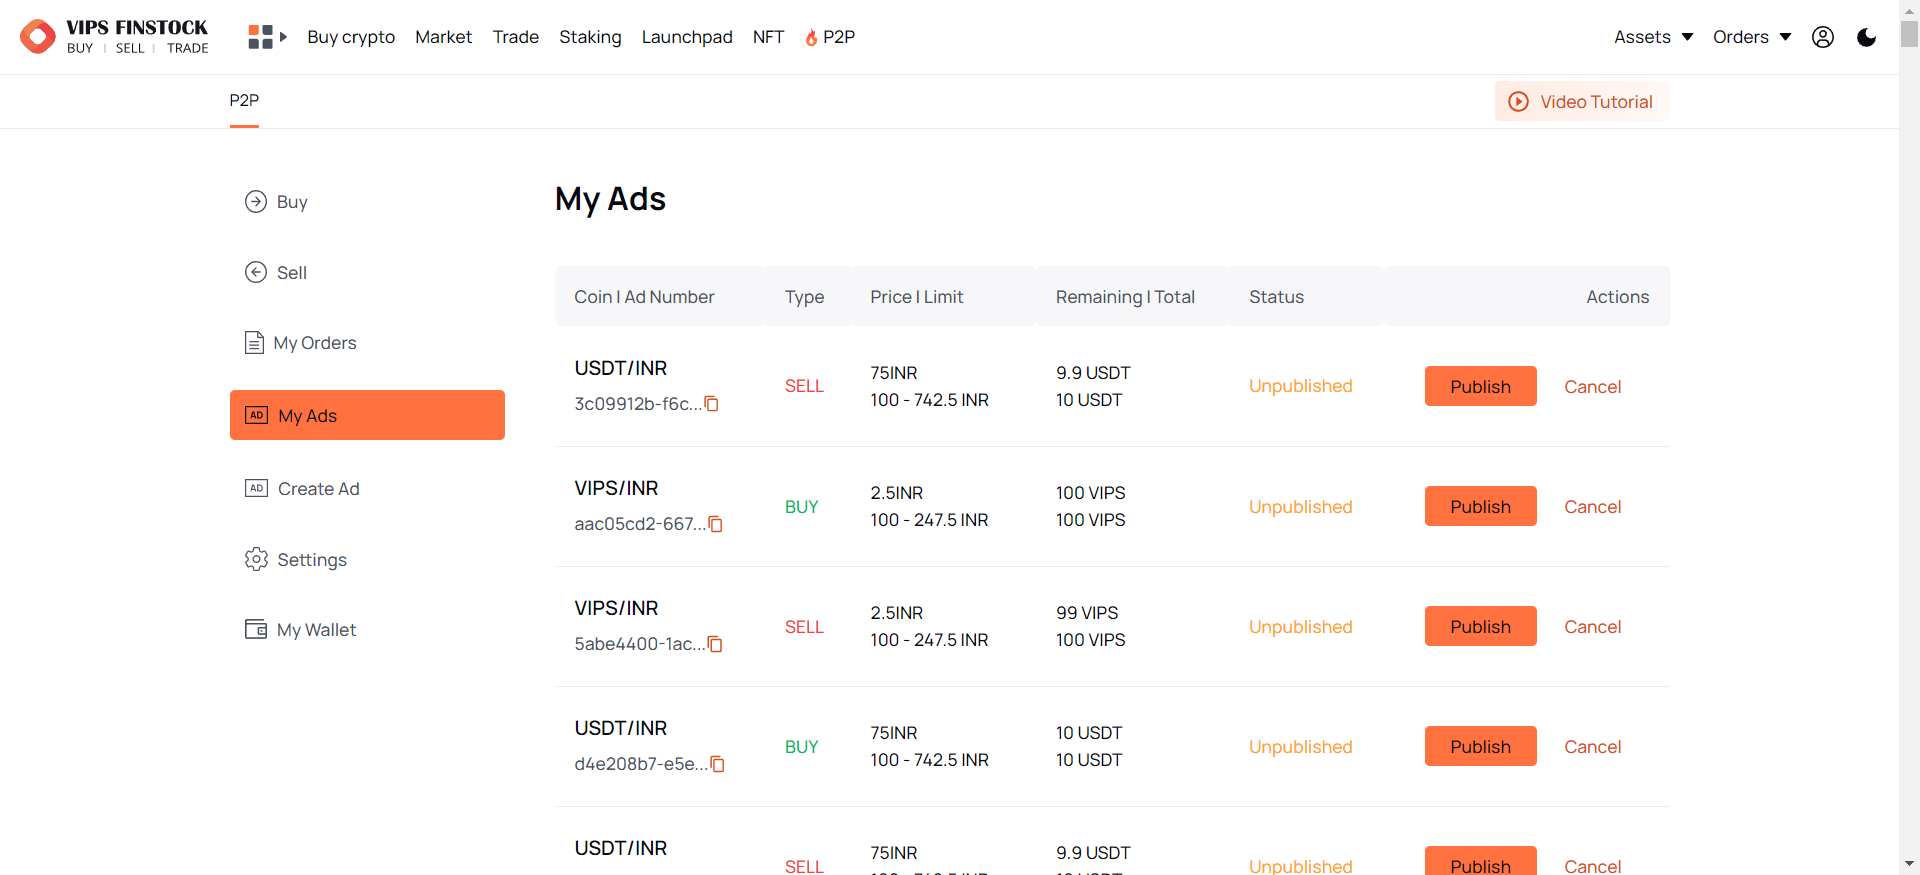 VIPS FINSTOCK
BUY | SELL | TRADE
Buy crypto Market Trade Staking Launchpad NFT P2P
Assets Orders
P2P
Video Tutorial
Buy
Sell
My Orders
AD My Ads
AD Create Ad
Settings
My Wallet
My Ads
Coin | Ad Number Type Price | Limit Remaining | Total Status Actions
USDT/INR
3c09912b-f6c...
SELL
75INR
100 - 742.5 INR
9.9 USDT
10 USDT
Unpublished
Publish
Cancel
VIPS/INR
aac05cd2-667...
BUY
2.5INR
100 - 247.5 INR
100 VIPS
100 VIPS
Unpublished
Publish
Cancel
VIPS/INR
5abe4400-1ac...
SELL
2.5INR
100 - 247.5 INR
99 VIPS
100 VIPS
Unpublished
Publish
Cancel
USDT/INR
d4e208b7-e5e...
BUY
75INR
100 - 742.5 INR
10 USDT
10 USDT
Unpublished
Publish
Cancel
USDT/INR
SELL
75INR
9.9 USDT
Unpublished
Publish
Cancel